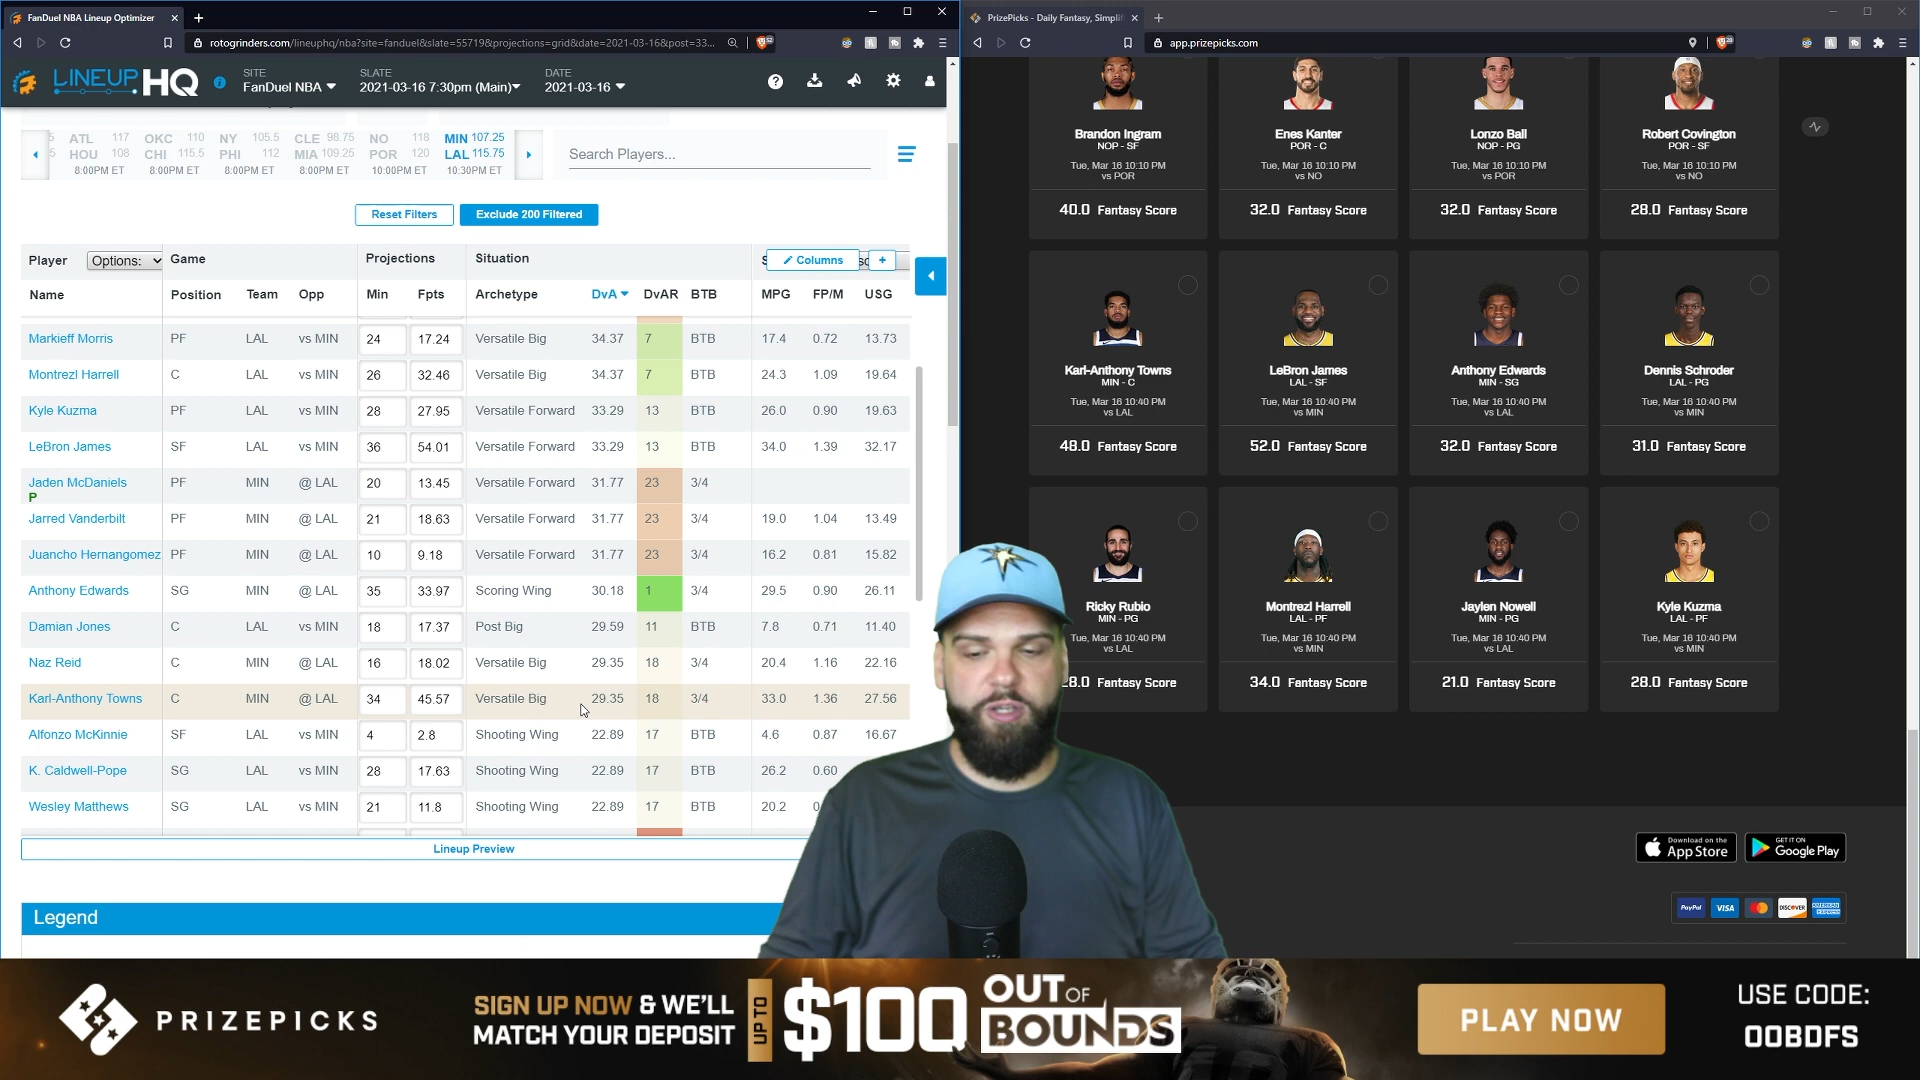 FanDuel NBA Lineup Optimizer
rotogrinders.com/lineuphq/nba?site=fanduel&slate=55719&projections=grid&date=2021-03-16&post=33...
LINEUPHQ
SITE
FanDuel NBA
SLATE
2021-03-16 7:30pm (Main)
DATE
2021-03-16
ATL 117 OKC 110 NY 105.5 CLE 98.75 NO 118 MIN 107.25
HOU 108 CHI 115.5 PHI 112 MIA 109.25 POR 120 LAL 115.75
8:00PM ET 8:00PM ET 8:00PM ET 8:00PM ET 10:00PM ET 10:30PM ET
Search Players...
Reset Filters Exclude 200 Filtered
Player Options: Game Projections Situation Columns +
Name Position Team Opp Min Fpts Archetype DvA DvAR BTB MPG FP/M USG
Markieff Morris PF LAL vs MIN 24 17.24 Versatile Big 34.37 7 BTB 17.4 0.72 13.73
Montrezl Harrell C LAL vs MIN 26 32.46 Versatile Big 34.37 7 BTB 24.3 1.09 19.64
Kyle Kuzma PF LAL vs MIN 28 27.95 Versatile Forward 33.29 13 BTB 26.0 0.90 19.63
LeBron James SF LAL vs MIN 36 54.01 Versatile Forward 33.29 13 BTB 34.0 1.39 32.17
Jaden McDaniels PF MIN @ LAL 20 13.45 Versatile Forward 31.77 23 3/4
P
Jarred Vanderbilt PF MIN @ LAL 21 18.63 Versatile Forward 31.77 23 3/4 19.0 1.04 13.49
Juancho Hernangomez PF MIN @ LAL 10 9.18 Versatile Forward 31.77 23 3/4 16.2 0.81 15.82
Anthony Edwards SG MIN @ LAL 35 33.97 Scoring Wing 30.18 1 3/4 29.5 0.90 26.11
Damian Jones C LAL vs MIN 18 17.37 Post Big 29.59 11 BTB 7.8 0.71 11.40
Naz Reid C MIN @ LAL 16 18.02 Versatile Big 29.35 18 3/4 20.4 1.16 22.16
Karl-Anthony Towns C MIN @ LAL 34 45.57 Versatile Big 29.35 18 3/4 33.0 1.36 27.56
Alfonzo McKinnie SF LAL vs MIN 4 2.8 Shooting Wing 22.89 17 BTB 4.6 0.87 16.67
K. Caldwell-Pope SG LAL vs MIN 28 17.63 Shooting Wing 22.89 17 BTB 26.2 0.60
Wesley Matthews SG LAL vs MIN 21 11.8 Shooting Wing 22.89 17 BTB 20.2
Lineup Preview
Legend
PrizePicks - Daily Fantasy, Simplif
app.prizepicks.com
Brandon Ingram Enes Kanter Lonzo Ball Robert Covington
NOP - SF POR - C NOP - PG POR - SF
Tue, Mar 16 10:10 PM Tue, Mar 16 10:10 PM Tue, Mar 16 10:10 PM Tue, Mar 16 10:10 PM
vs POR vs NO vs POR vs NO
40.0 Fantasy Score 32.0 Fantasy Score 32.0 Fantasy Score 28.0 Fantasy Score
Karl-Anthony Towns LeBron James Anthony Edwards Dennis Schroder
MIN - C LAL - SF MIN - SG LAL - PG
Tue, Mar 16 10:40 PM Tue, Mar 16 10:40 PM Tue, Mar 16 10:40 PM Tue, Mar 16 10:40 PM
vs LAL vs MIN vs LAL vs MIN
48.0 Fantasy Score 52.0 Fantasy Score 32.0 Fantasy Score 31.0 Fantasy Score
Ricky Rubio Montrezl Harrell Jaylen Nowell Kyle Kuzma
MIN - PG LAL - PF MIN - PG LAL - PF
Tue, Mar 16 10:40 PM Tue, Mar 16 10:40 PM Tue, Mar 16 10:40 PM Tue, Mar 16 10:40 PM
vs LAL vs MIN vs LAL vs MIN
8.0 Fantasy Score 34.0 Fantasy Score 21.0 Fantasy Score 28.0 Fantasy Score
Download on the App Store
GET IT ON Google Play
PayPal VISA DISCOVER AMERICAN EXPRESS
PRIZEPICKS
SIGN UP NOW & WE'LL
MATCH YOUR DEPOSIT
UP TO
$100
OUT OF
BOUNDS
PLAY NOW
USE CODE:
OOBDFS